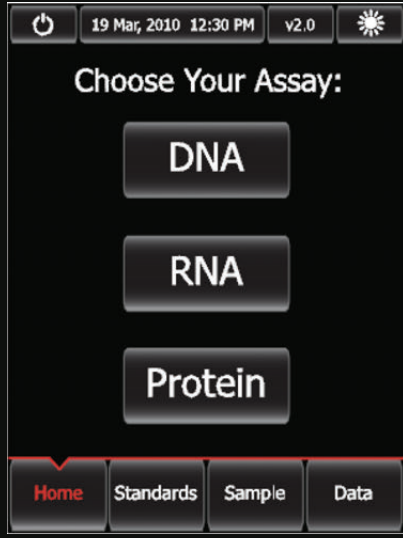 19 Mar, 2010 12:30 PM v2.0
Choose Your Assay:
DNA
RNA
Protein
Home Standards Sample Data